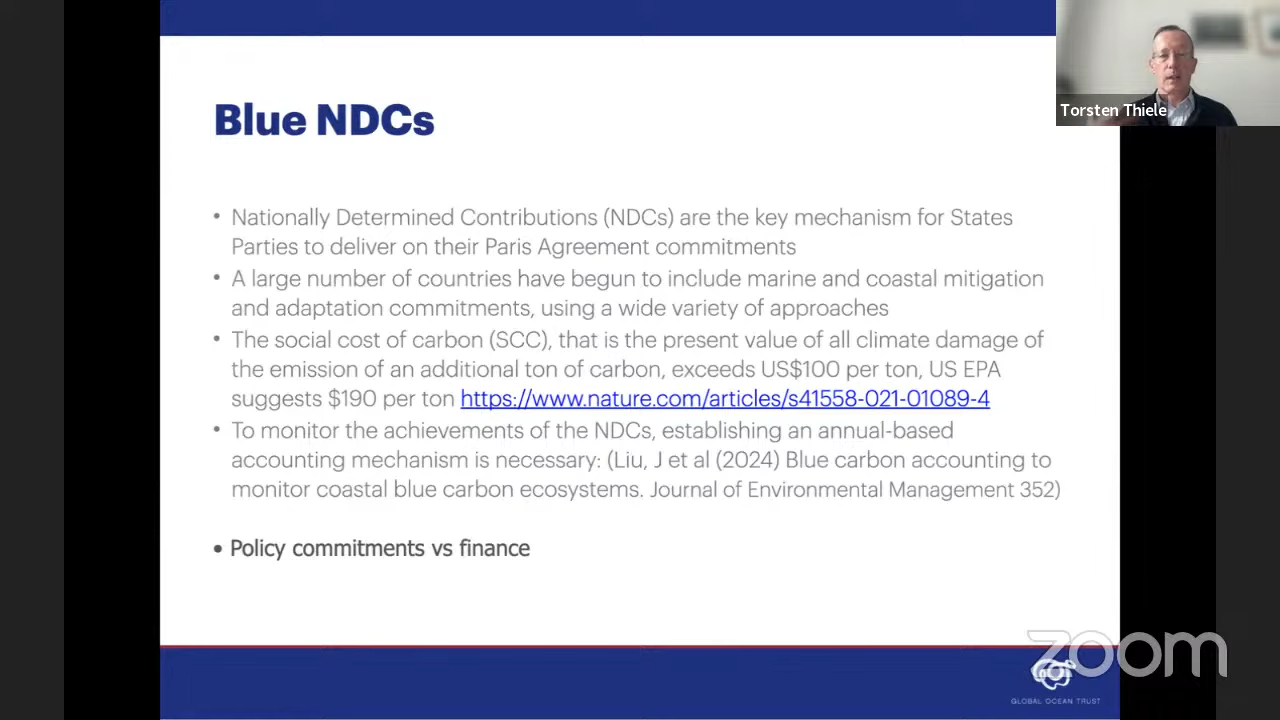 Blue NDCs
• Nationally Determined Contributions (NDCs) are the key mechanism for States
Parties to deliver on their Paris Agreement commitments
• A large number of countries have begun to include marine and coastal mitigation
and adaptation commitments, using a wide variety of approaches
• The social cost of carbon (SCC), that is the present value of all climate damage of
the emission of an additional ton of carbon, exceeds US$100 per ton, US EPA
suggests $190 per ton https://www.nature.com/articles/s41558-021-01089-4
• To monitor the achievements of the NDCs, establishing an annual-based
accounting mechanism is necessary: (Liu, J et al (2024) Blue carbon accounting to
monitor coastal blue carbon ecosystems. Journal of Environmental Management 352)
• Policy commitments vs finance
Torsten Thiele
zoom
GLOBAL OCEAN TRUST